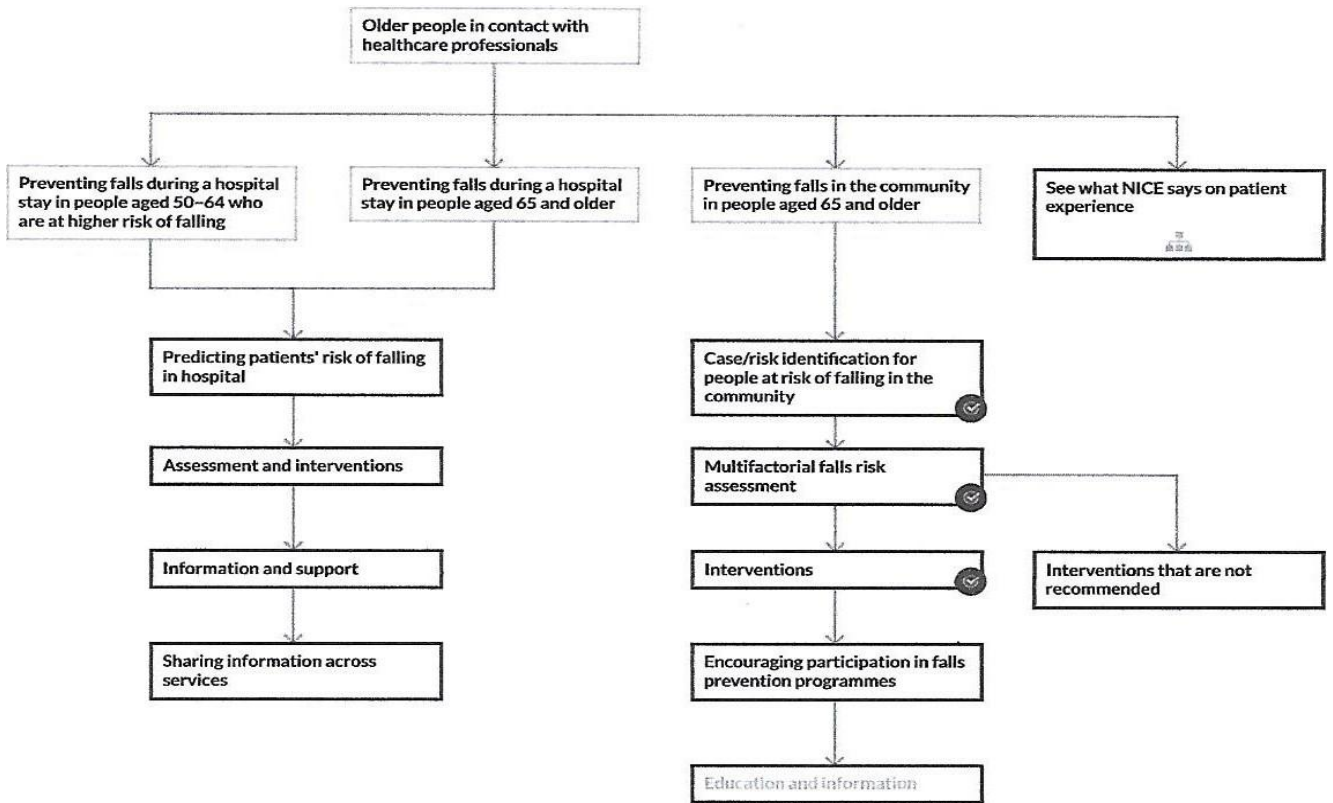 Older people in contact with
healthcare professionals
Preventing falls during a hospital
stay in people aged 50–64 who
are at higher risk of falling
Preventing falls during a hospital
stay in people aged 65 and older
Preventing falls in the community
in people aged 65 and older
See what NICE says on patient
experience
Predicting patients' risk of falling
in hospital
Assessment and interventions
Information and support
Sharing information across
services
Case/risk identification for
people at risk of falling in the
community
Multifactorial falls risk
assessment
Interventions
Interventions that are not
recommended
Encouraging participation in falls
prevention programmes
Education and information